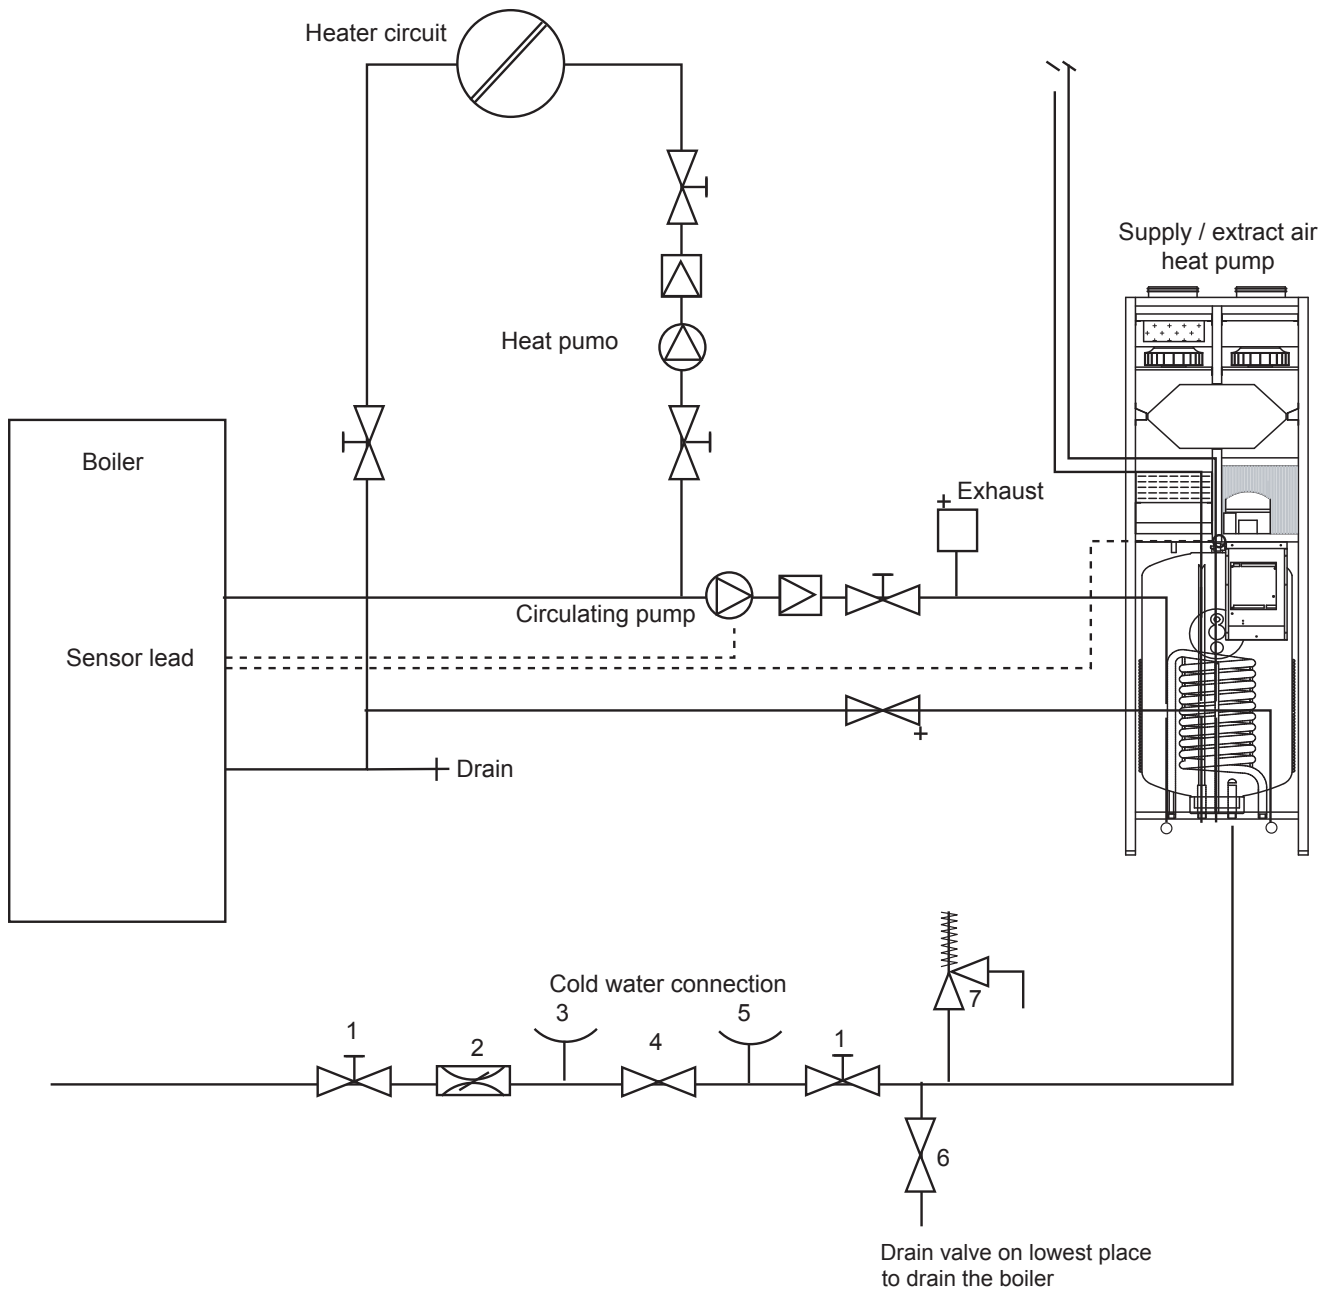 Heater circuit
Supply / extract air
heat pump
Heat pumo
Boiler
Exhaust
Circulating pump
Sensor lead
Drain
Cold water connection
1
2
3
4
5
1
7
6
Drain valve on lowest place
to drain the boiler